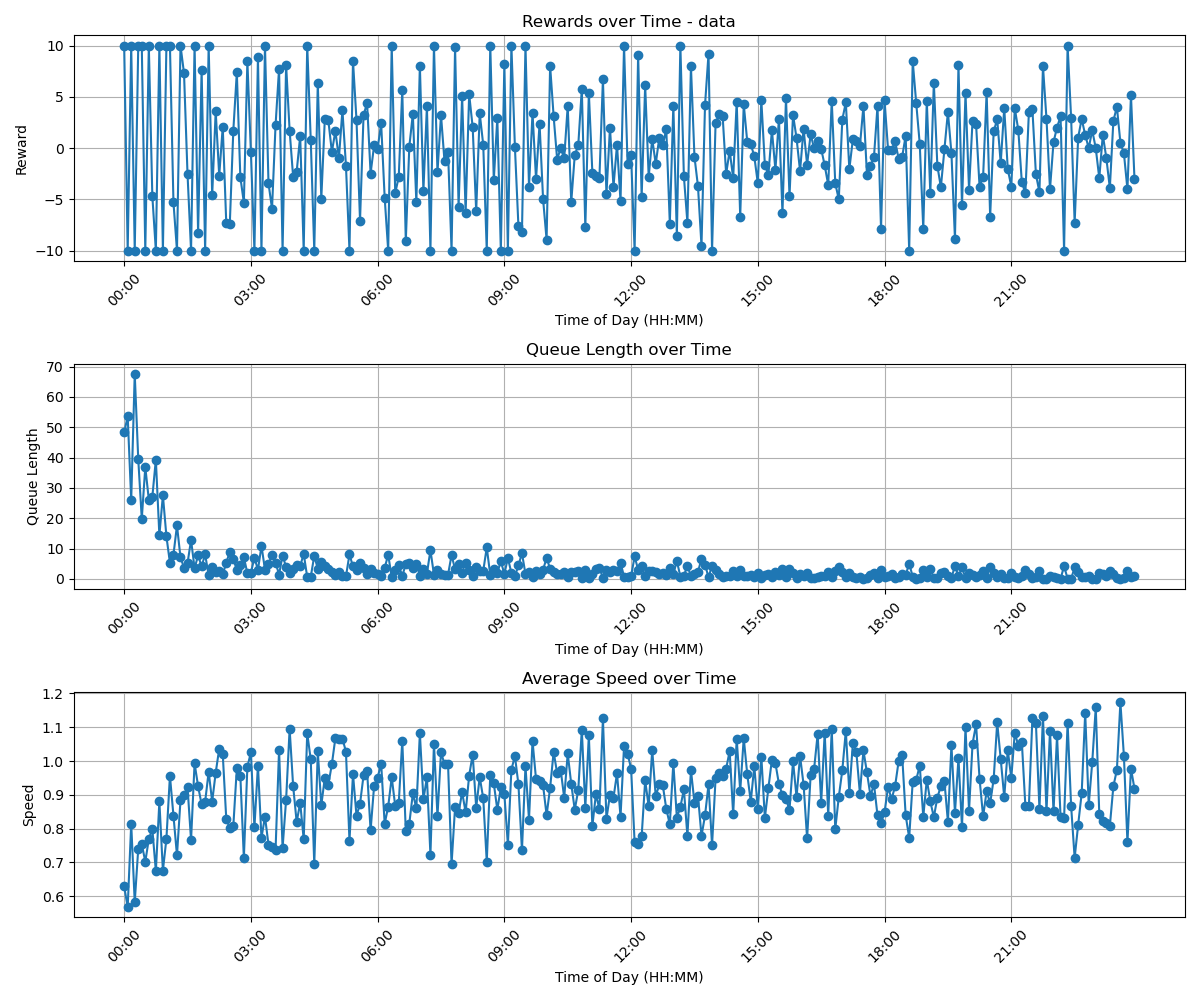 Rewards over Time - data
10
5
0
−5
−10
Reward
00:00 03:00 06:00 09:00 12:00 15:00 18:00 21:00
Time of Day (HH:MM)
Queue Length over Time
70
60
50
40
30
20
10
0
Queue Length
00:00 03:00 06:00 09:00 12:00 15:00 18:00 21:00
Time of Day (HH:MM)
Average Speed over Time
1.2
1.1
1.0
0.9
0.8
0.7
0.6
Speed
00:00 03:00 06:00 09:00 12:00 15:00 18:00 21:00
Time of Day (HH:MM)